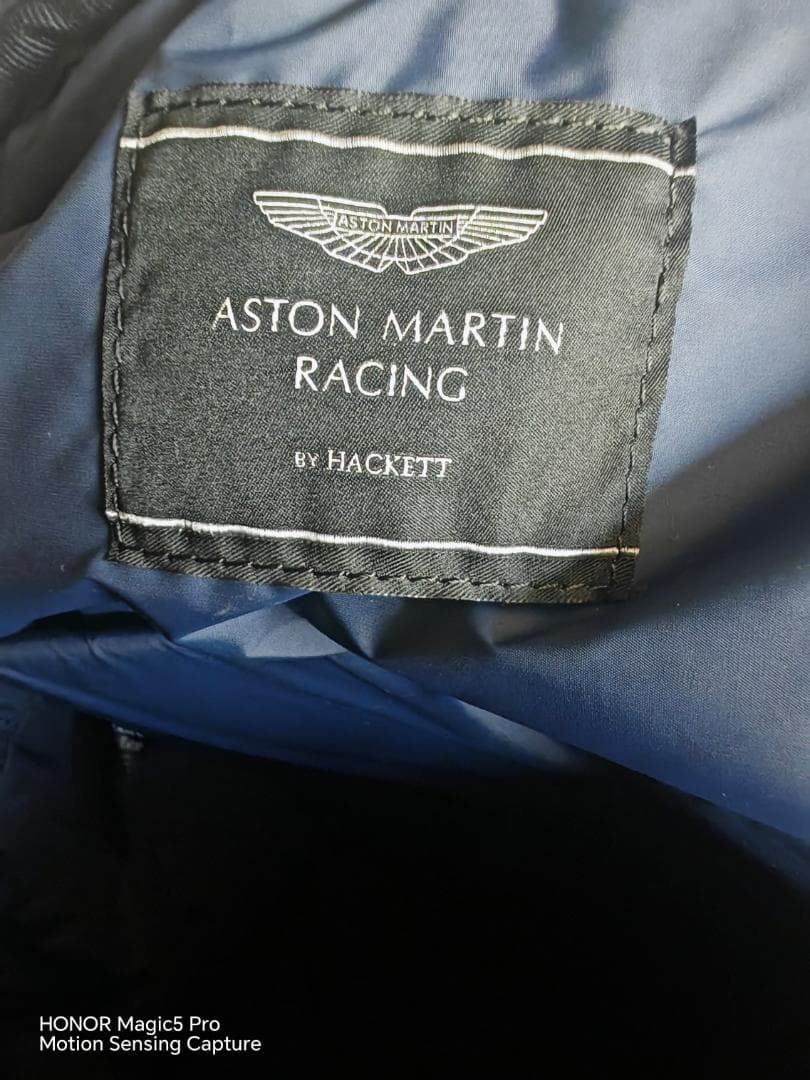 ASTON MARTIN
ASTON MARTIN
RACING
BY HACKETT
HONOR Magic5 Pro
Motion Sensing Capture